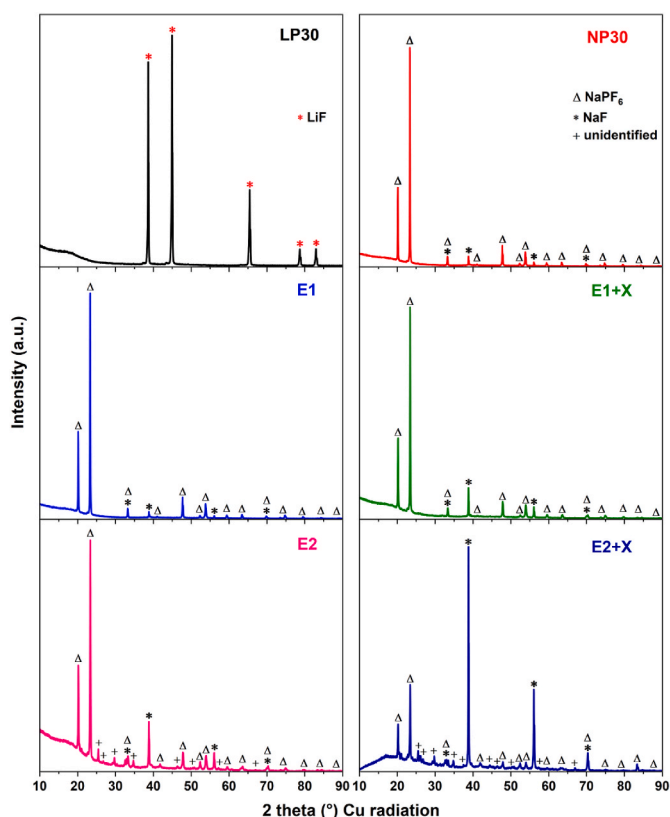 LP30
* LiF
NP30
Δ NaPF6
* NaF
+ unidentified
E1
E1+X
E2
E2+X
Intensity (a.u.)
10 20 30 40 50 60 70 80 90
10 20 30 40 50 60 70 80 90
2 theta (°) Cu radiation